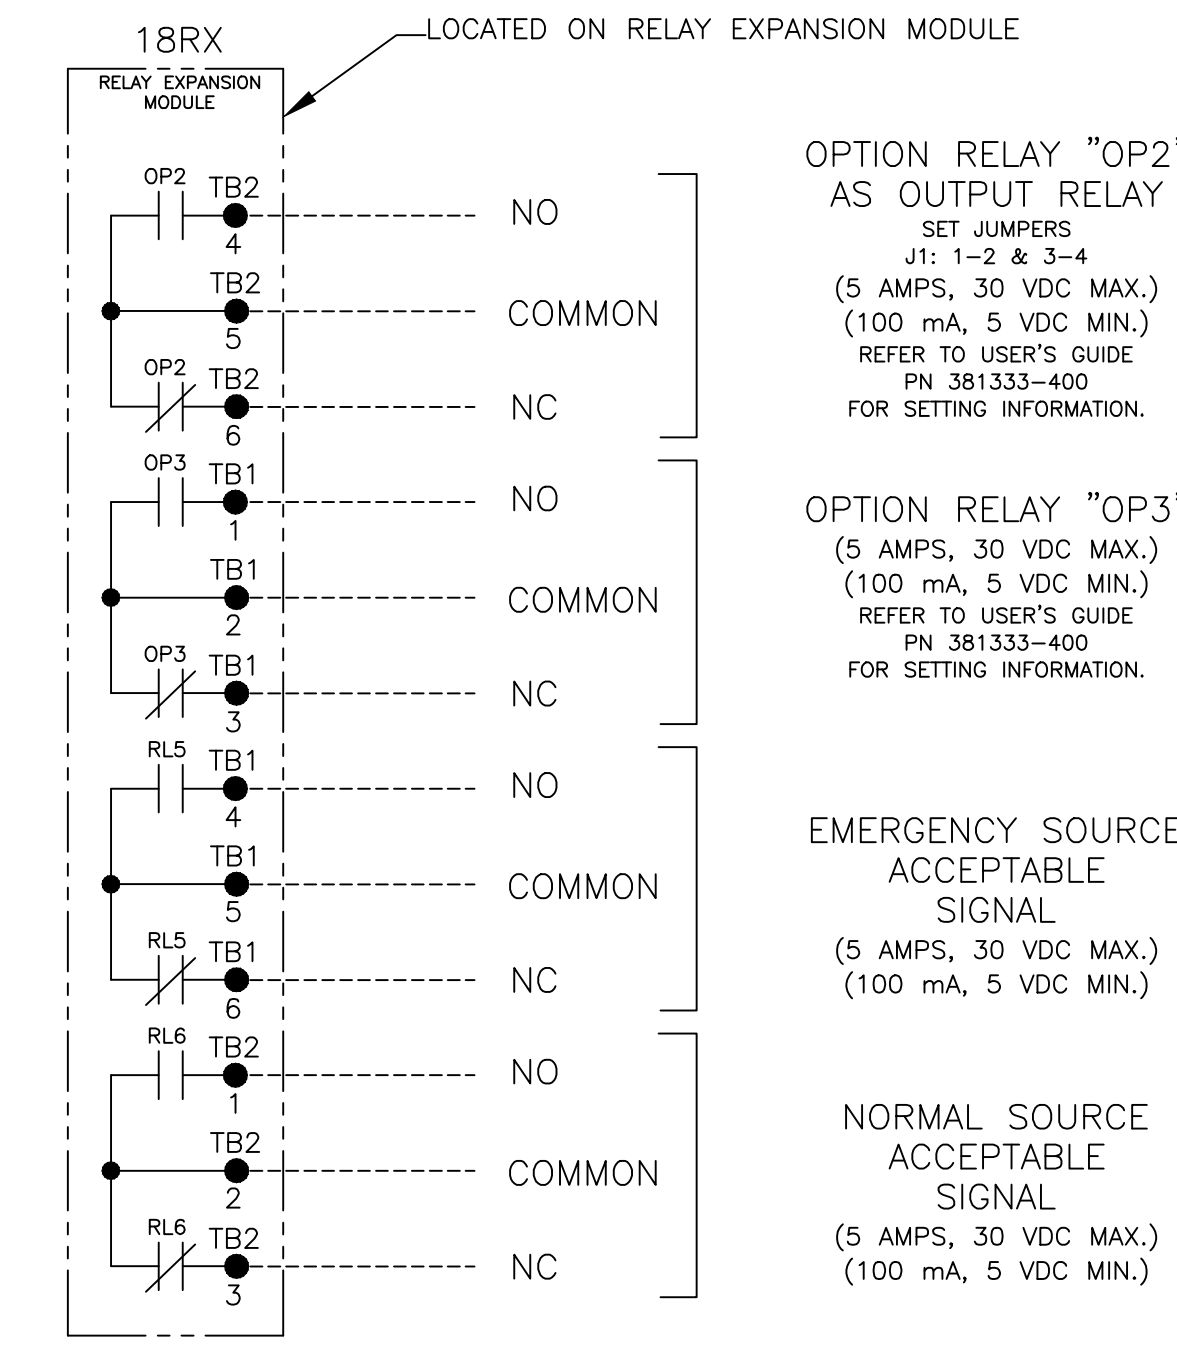 18RX
LOCATED ON RELAY EXPANSION MODULE
RELAY EXPANSION
MODULE
OP2 TB2
4
NO
TB2
5
COMMON
OP2 TB2
6
NC
OPTION RELAY "OP2"
AS OUTPUT RELAY
SET JUMPERS
J1: 1-2 & 3-4
(5 AMPS, 30 VDC MAX.)
(100 mA, 5 VDC MIN.)
REFER TO USER'S GUIDE
PN 381333-400
FOR SETTING INFORMATION.
OP3 TB1
1
NO
TB1
2
COMMON
OP3 TB1
3
NC
OPTION RELAY "OP3"
(5 AMPS, 30 VDC MAX.)
(100 mA, 5 VDC MIN.)
REFER TO USER'S GUIDE
PN 381333-400
FOR SETTING INFORMATION.
RL5 TB1
4
NO
TB1
5
COMMON
RL5 TB1
6
NC
EMERGENCY SOURCE
ACCEPTABLE
SIGNAL
(5 AMPS, 30 VDC MAX.)
(100 mA, 5 VDC MIN.)
RL6 TB2
1
NO
TB2
2
COMMON
RL6 TB2
3
NC
NORMAL SOURCE
ACCEPTABLE
SIGNAL
(5 AMPS, 30 VDC MAX.)
(100 mA, 5 VDC MIN.)